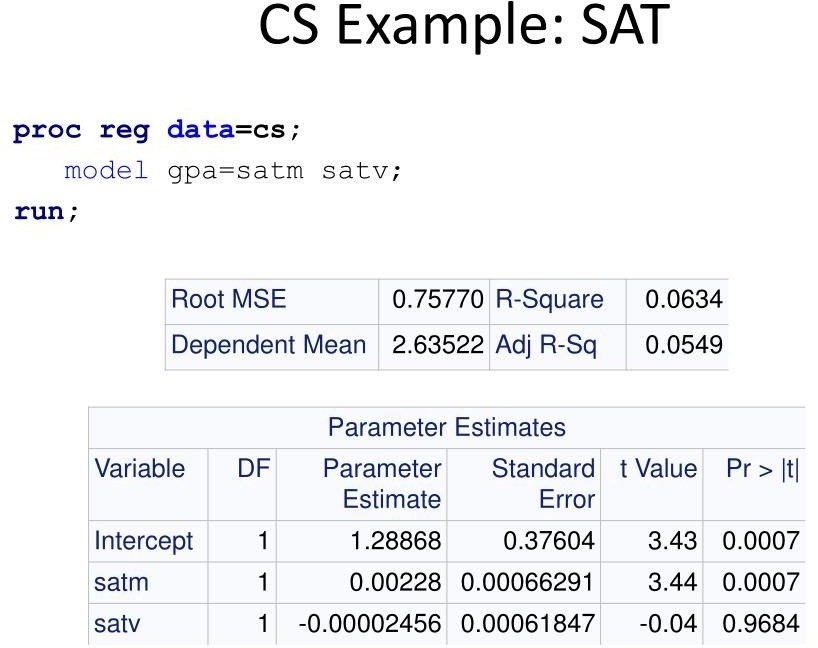 CS Example: SAT
proc reg data=cs;
model gpa=satm satv;
run;
Root MSE 0.75770 R-Square 0.0634
Dependent Mean 2.63522 Adj R-Sq 0.0549
Parameter Estimates
Variable DF Parameter Estimate Standard Error t Value Pr > |t|
Intercept 1 1.28868 0.37604 3.43 0.0007
satm 1 0.00228 0.00066291 3.44 0.0007
satv 1 -0.00002456 0.00061847 -0.04 0.9684